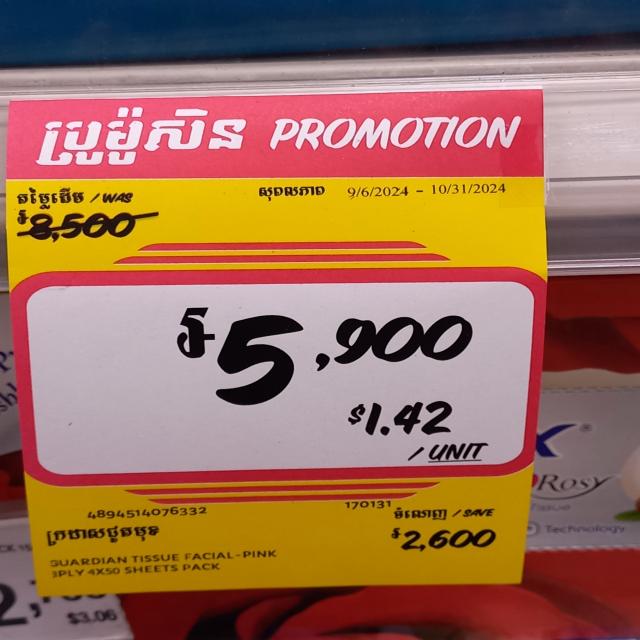 ប្រូម៉ូសិន PROMOTION
តម្លៃដើម / WAS
សុពលភាព 9/6/2024 - 10/31/2024
៛8,500
៛5,900
$1.42
/ UNIT
4894514076332 170131
ក្រដាសជូតមុខ
ចំណេញ / SAVE
៛2,600
GUARDIAN TISSUE FACIAL-PINK
3PLY 4X50 SHEETS PACK
Rosy
Technology
$3.06